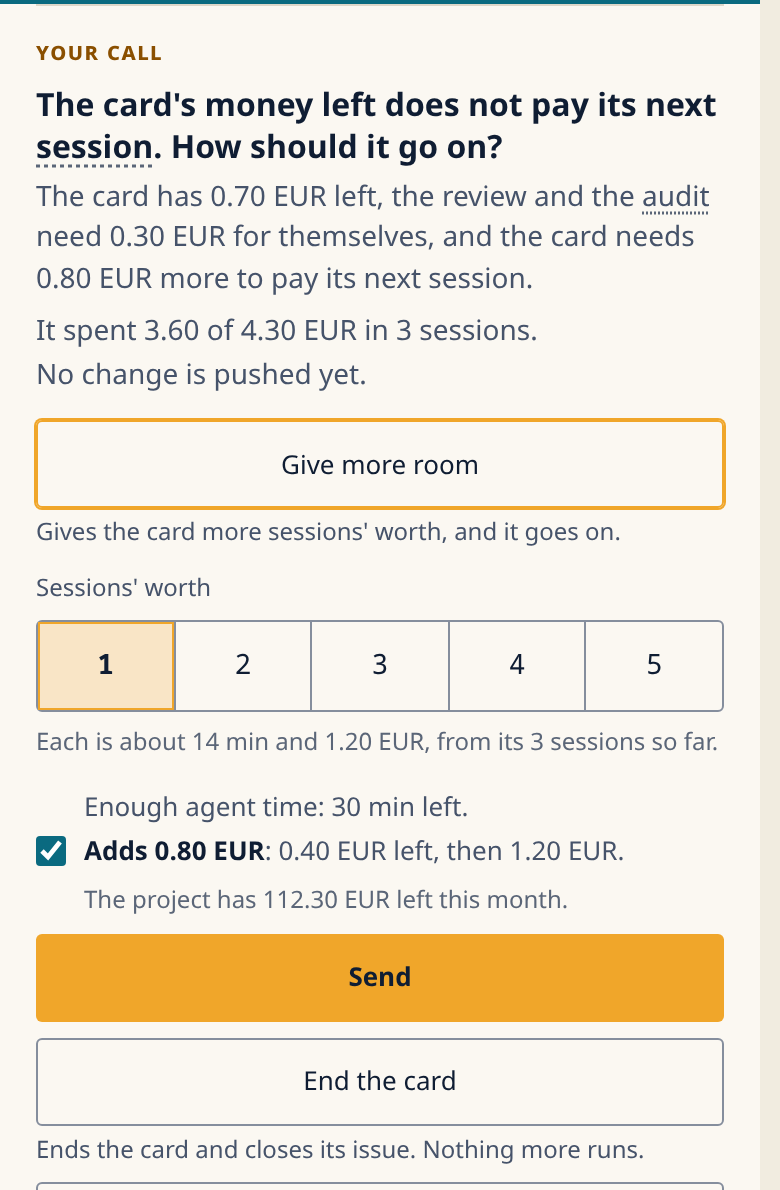 YOUR CALL
The card's money left does not pay its next
session. How should it go on?
The card has 0.70 EUR left, the review and the audit
need 0.30 EUR for themselves, and the card needs
0.80 EUR more to pay its next session.
It spent 3.60 of 4.30 EUR in 3 sessions.
No change is pushed yet.
Give more room
Gives the card more sessions' worth, and it goes on.
Sessions' worth
1 2 3 4 5
Each is about 14 min and 1.20 EUR, from its 3 sessions so far.
Enough agent time: 30 min left.
Adds 0.80 EUR: 0.40 EUR left, then 1.20 EUR.
The project has 112.30 EUR left this month.
Send
End the card
Ends the card and closes its issue. Nothing more runs.